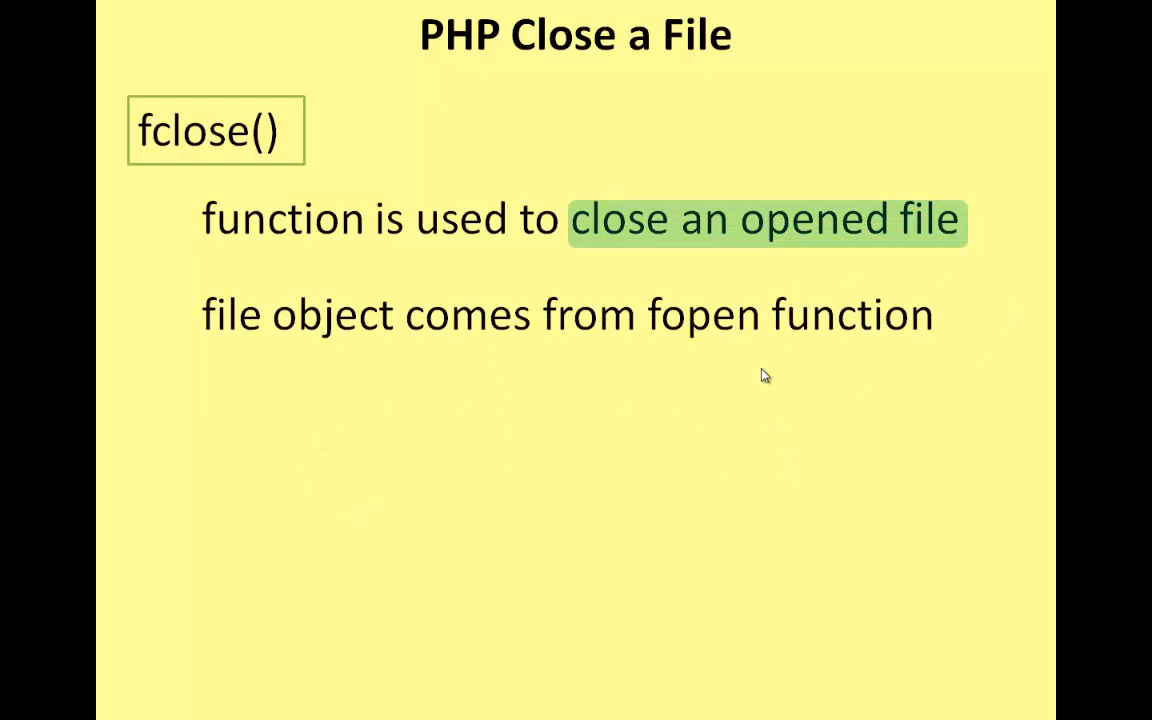 PHP Close a File
fclose()
function is used to close an opened file
file object comes from fopen function